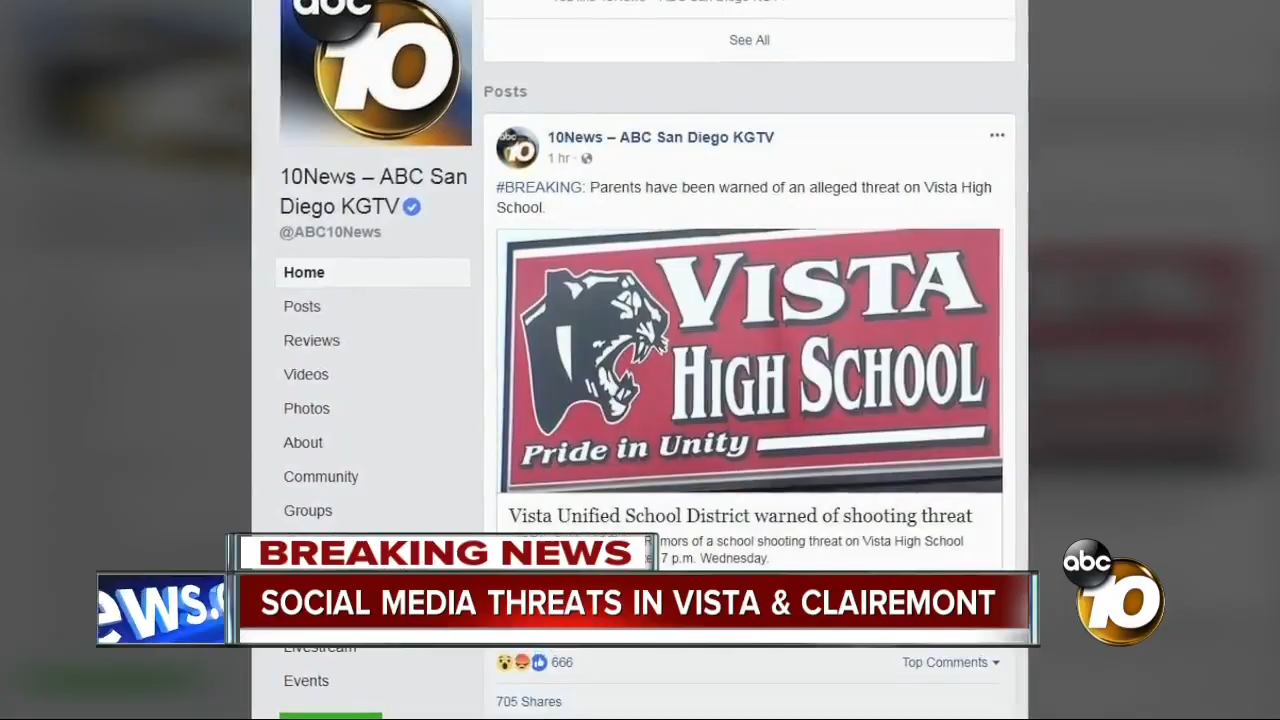 abc
10
See All
Posts
10News – ABC San Diego KGTV
1 hr
#BREAKING: Parents have been warned of an alleged threat on Vista High
School.
10News – ABC San
Diego KGTV
@ABC10News
Home
Posts
Reviews
Videos
Photos
About
Community
Groups
VISTA
HIGH SCHOOL
Pride in Unity
Vista Unified School District warned of shooting threat
of a school shooting threat on Vista High School
7 p.m. Wednesday.
BREAKING NEWS
SOCIAL MEDIA THREATS IN VISTA & CLAIREMONT
abc
10
Livestream
Events
666
Top Comments
705 Shares